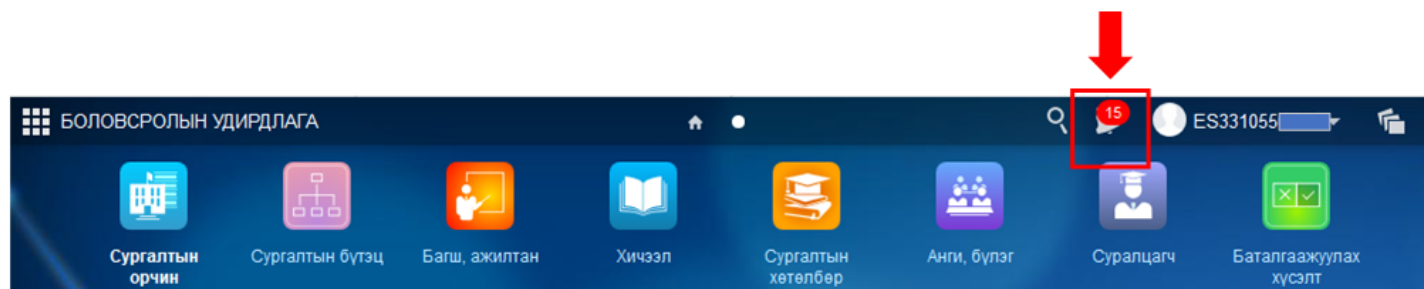 15
БОЛОВСРОЛЫН УДИРДЛАГА
ES331055
Сургалтын орчин
Сургалтын бүтэц
Багш, ажилтан
Хичээл
Сургалтын хөтөлбөр
Анги, бүлэг
Суралцагч
Баталгаажуулах хүсэлт